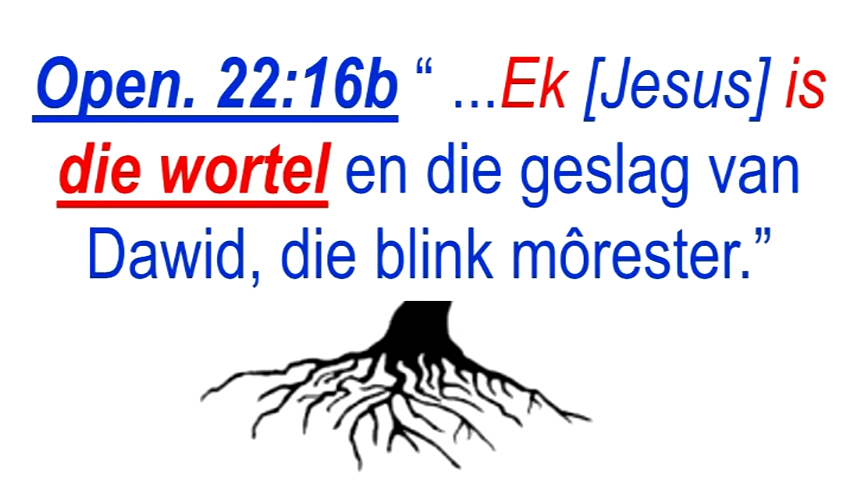 Open. 22:16b “ ...Ek [Jesus] is
die wortel en die geslag van
Dawid, die blink môrester.”